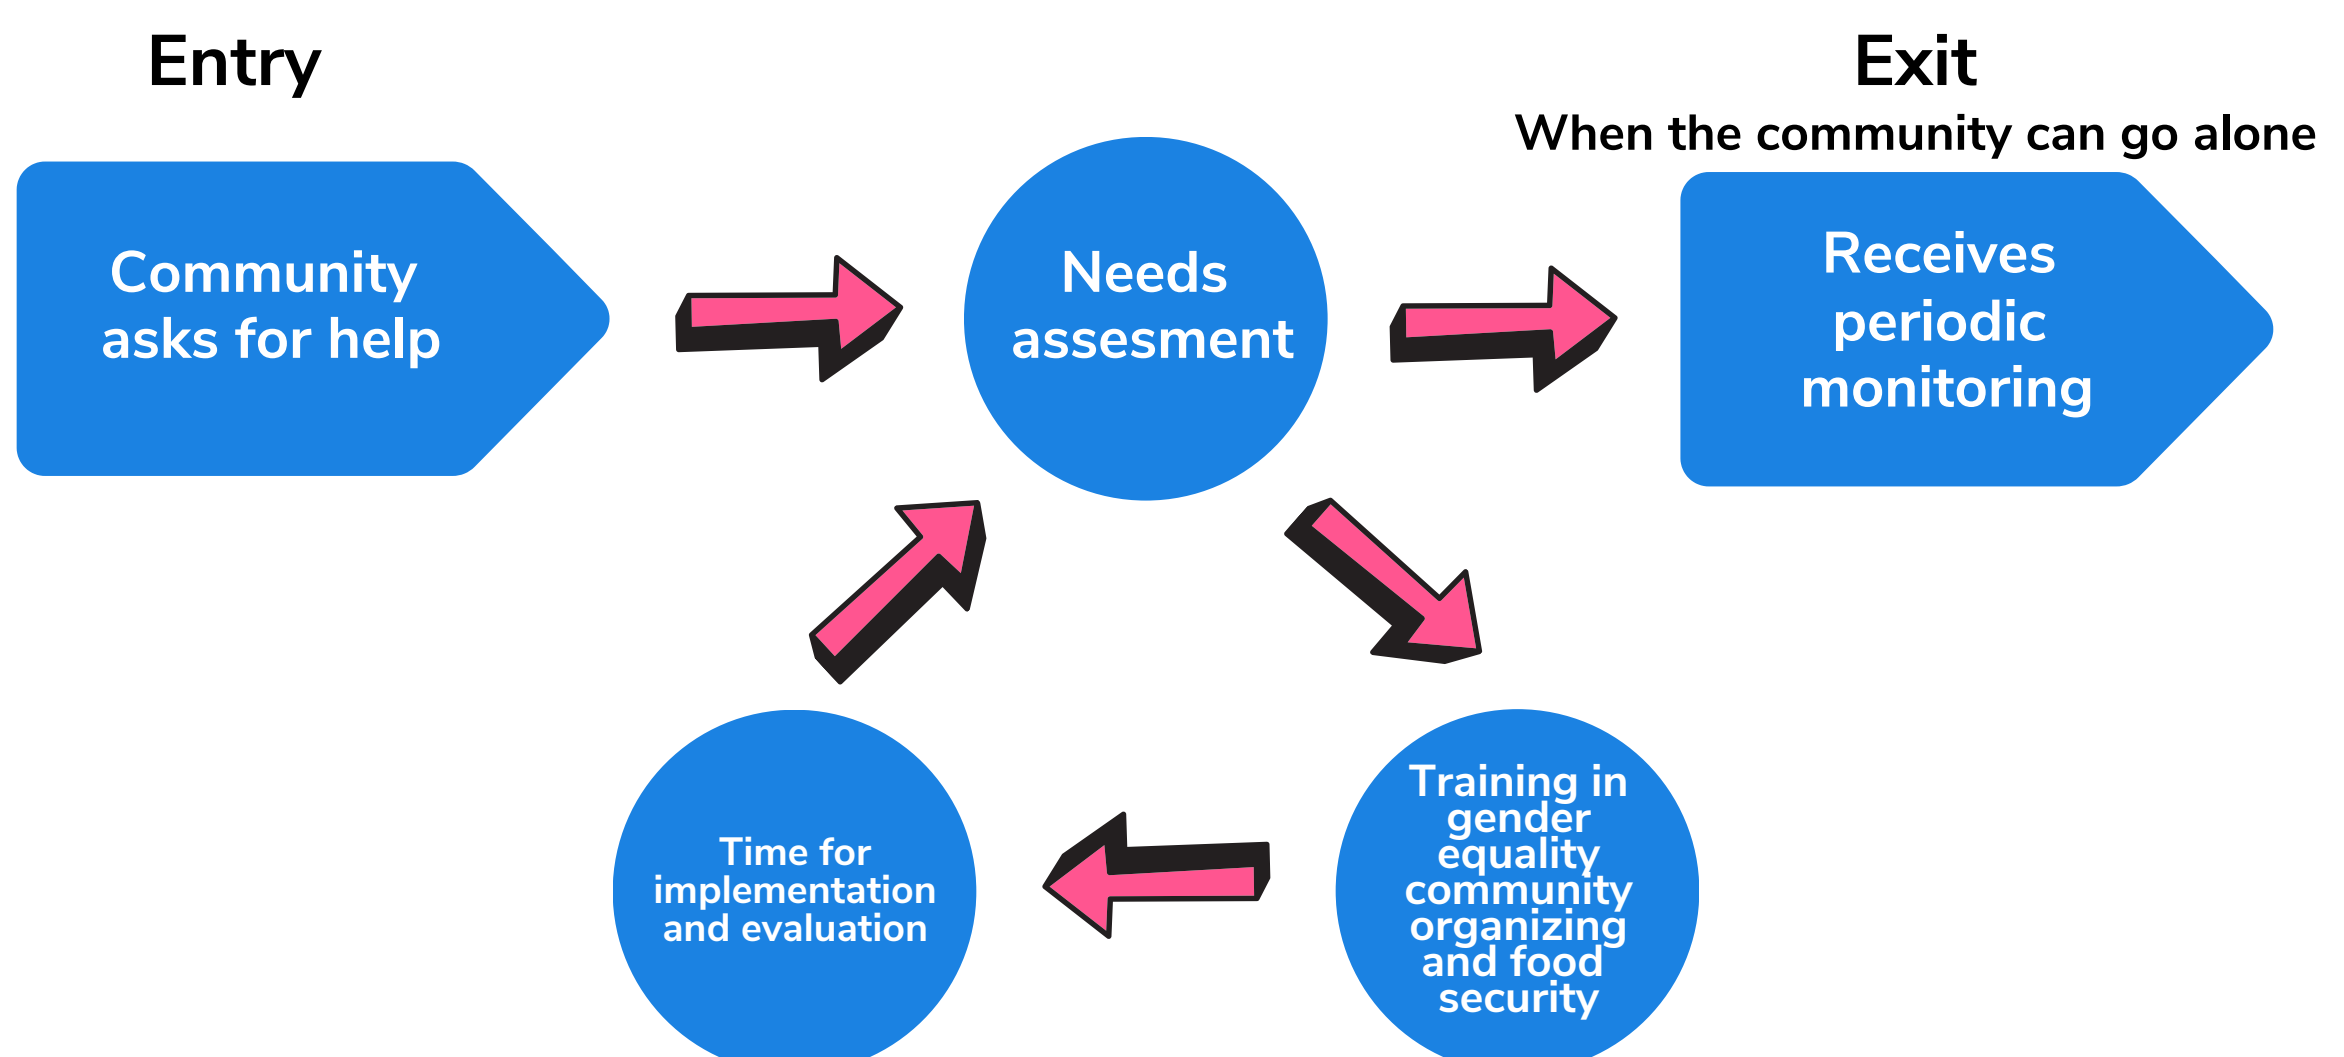 Entry
Community
asks for help
Needs
assesment
Exit
When the community can go alone
Receives
periodic
monitoring
Time for
implementation
and evaluation
Training in
gender
equality
community
organizing
and food
security